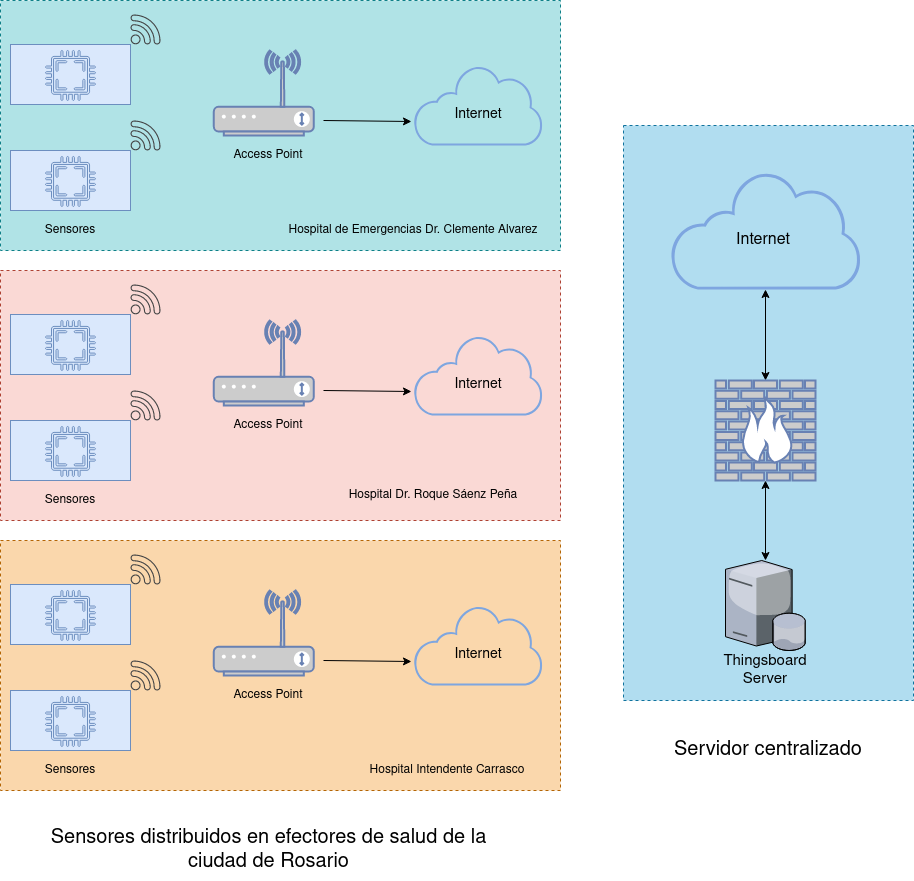 Internet
Access Point
Sensores
Hospital de Emergencias Dr. Clemente Alvarez
Internet
Access Point
Sensores
Hospital Dr. Roque Sáenz Peña
Internet
Access Point
Sensores
Hospital Intendente Carrasco
Sensores distribuidos en efectores de salud de la
ciudad de Rosario
Internet
Thingsboard
Server
Servidor centralizado